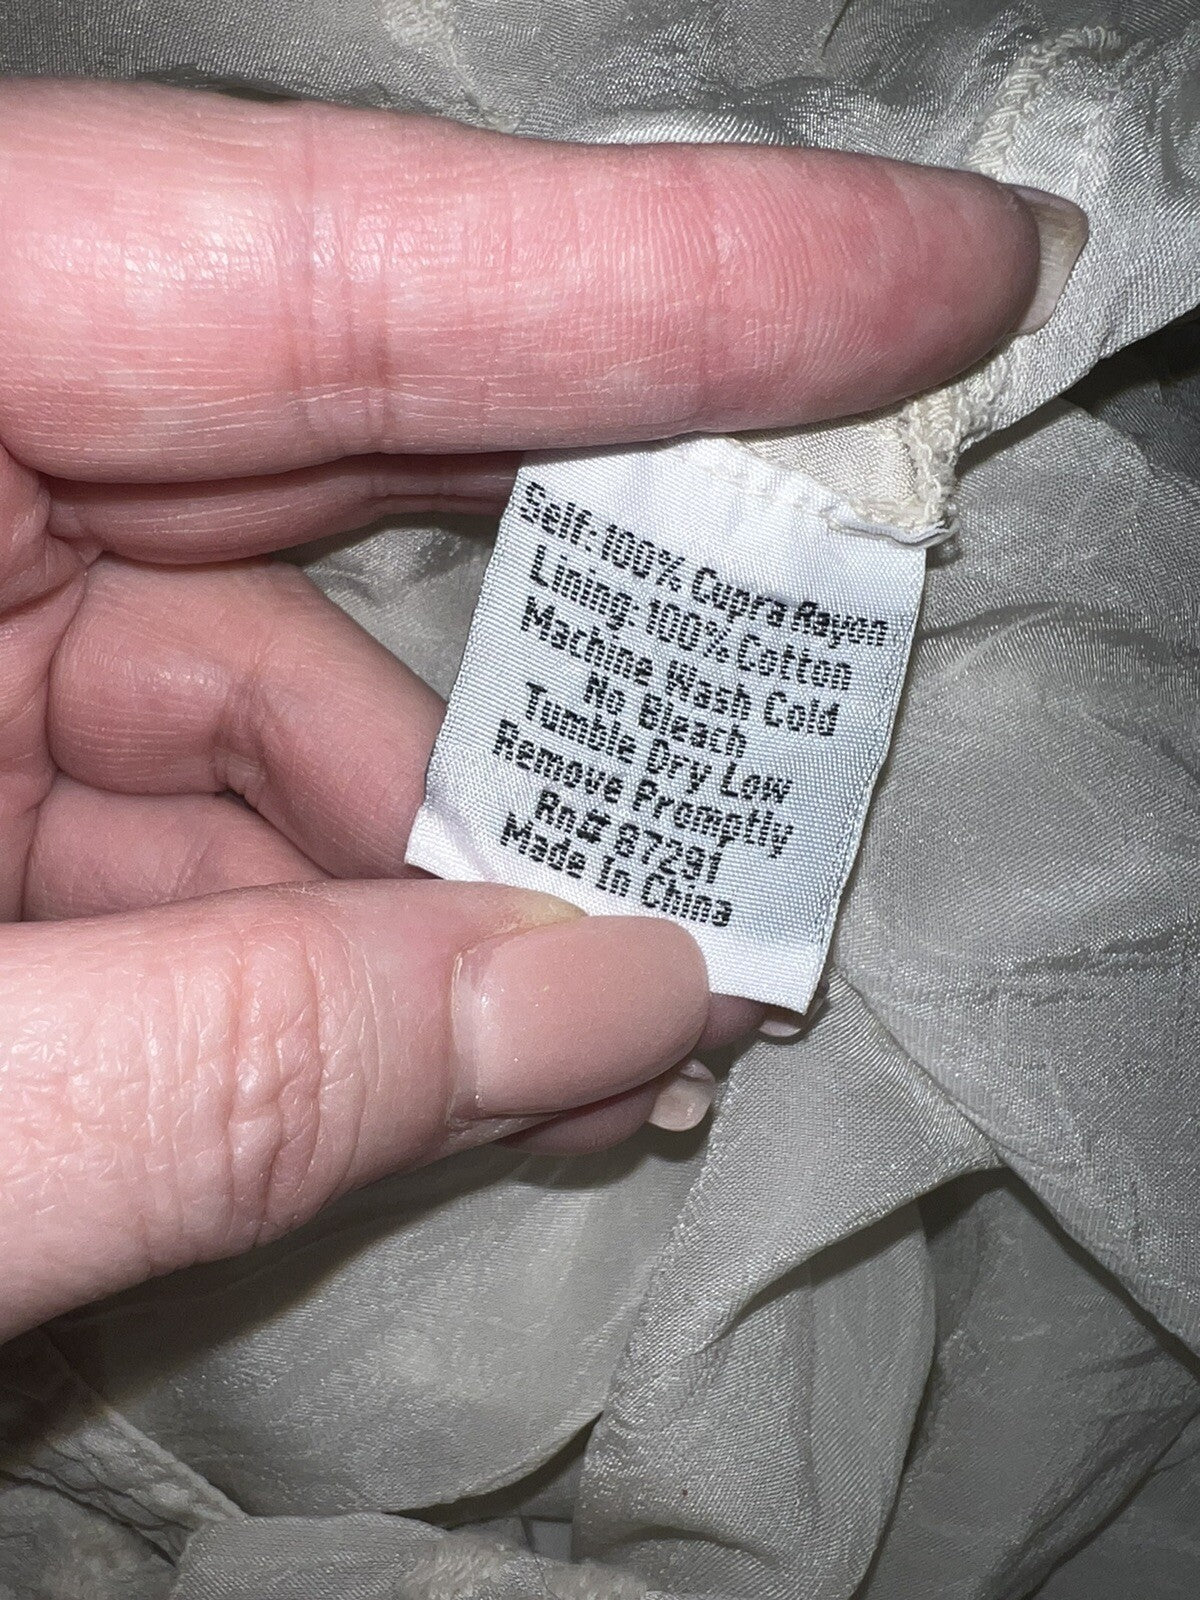 Self: 100% Cupra Rayon
Lining: 100% Cotton
Machine Wash Cold
No Bleach
Tumble Dry Low
Remove Promptly
Rn# 87291
Made In China